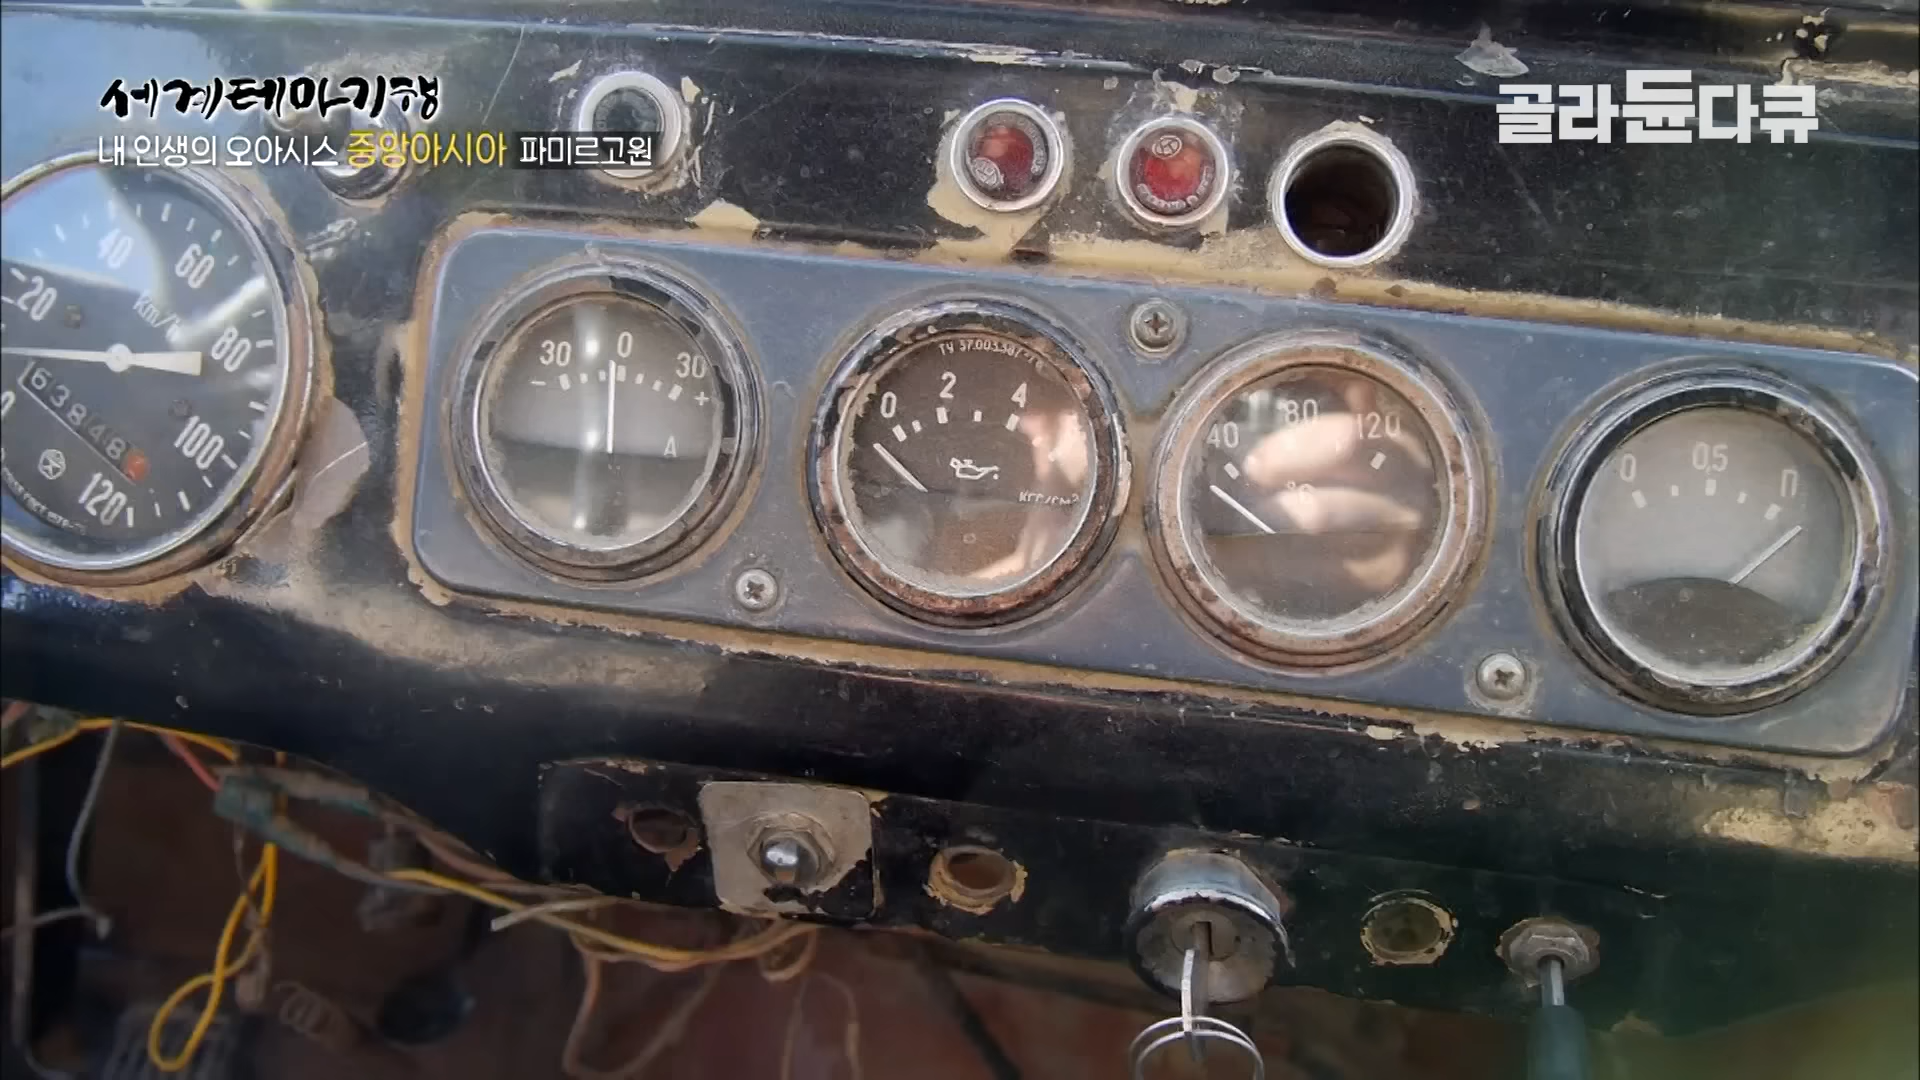 세계테마기행
내 인생의 오아시스 중앙아시아 파미르고원
골라듄다큐
20 40 60 80 100 120
km/h
63848
30 0 30
- +
A
0 2 4
40 80 120
°C
0 0,5 П